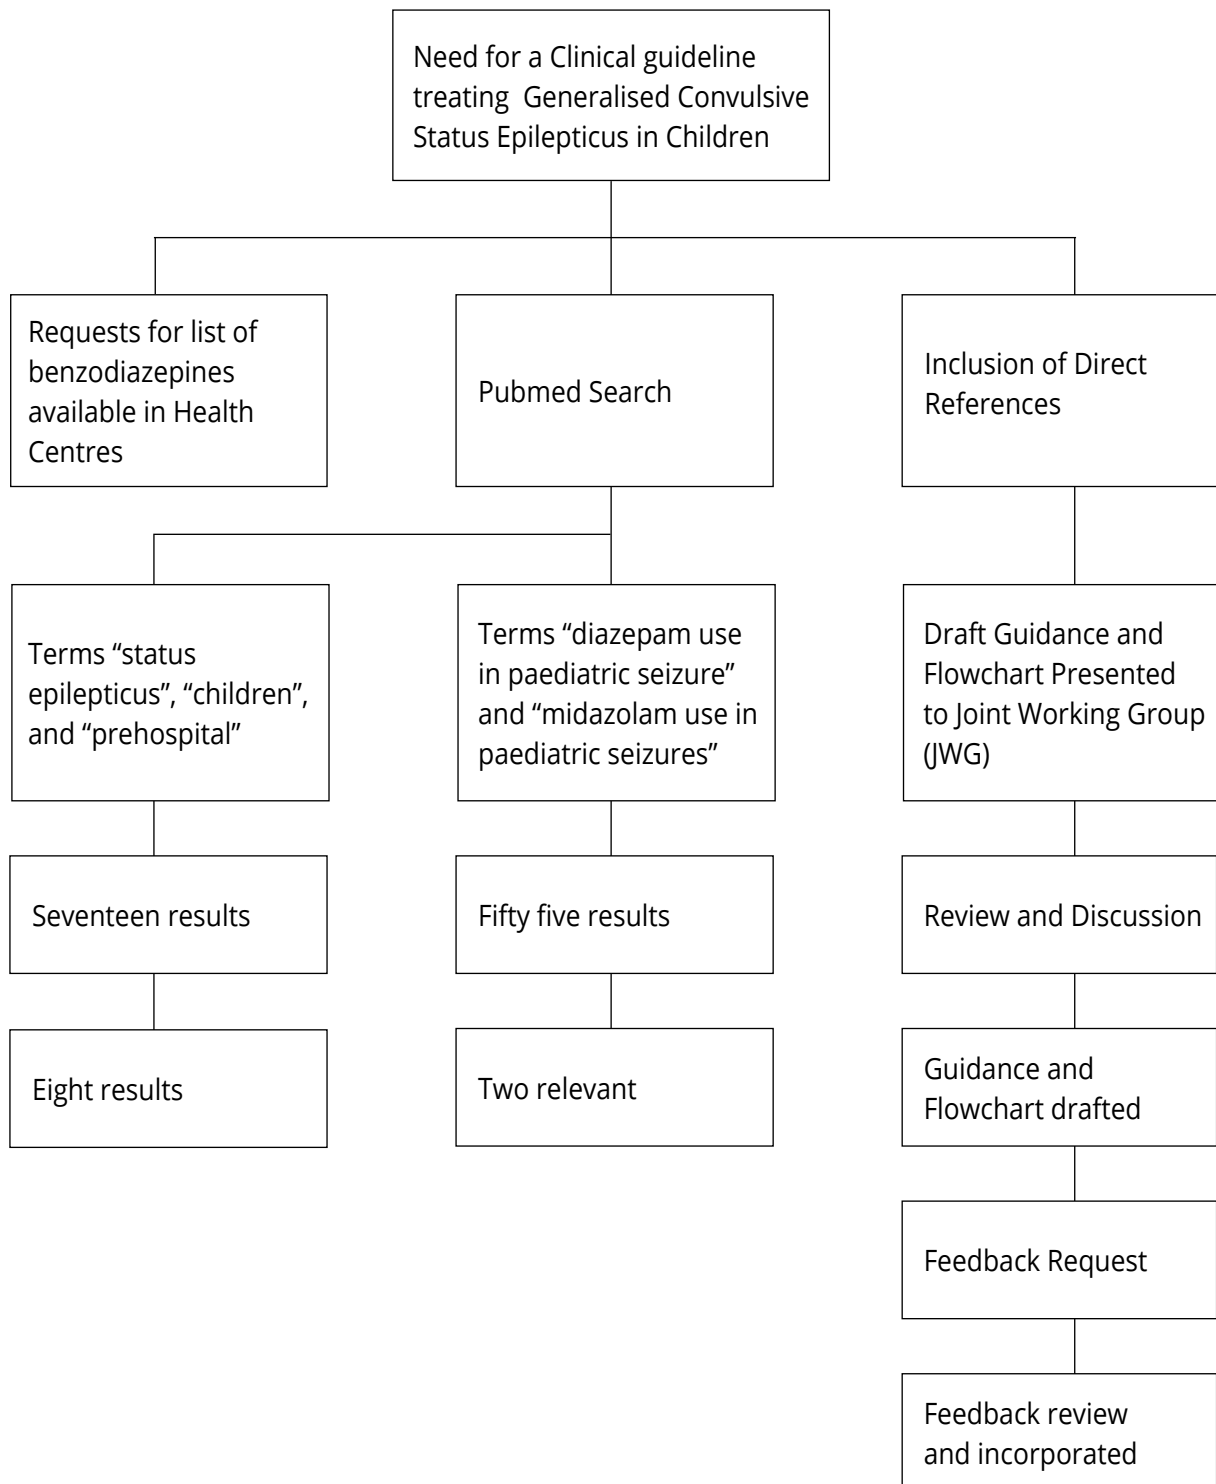 Need for a Clinical guideline
treating  Generalised Convulsive
Status Epilepticus in Children
Requests for list of
benzodiazepines
available in Health
Centres
Pubmed Search
Inclusion of Direct
References
Terms “status
epilepticus”, “children”,
and “prehospital”
Terms “diazepam use
in paediatric seizure”
and “midazolam use in
paediatric seizures”
Draft Guidance and
Flowchart Presented
to Joint Working Group
(JWG)
Seventeen results
Fifty five results
Review and Discussion
Eight results
Two relevant
Guidance and
Flowchart drafted
Feedback Request
Feedback review
and incorporated